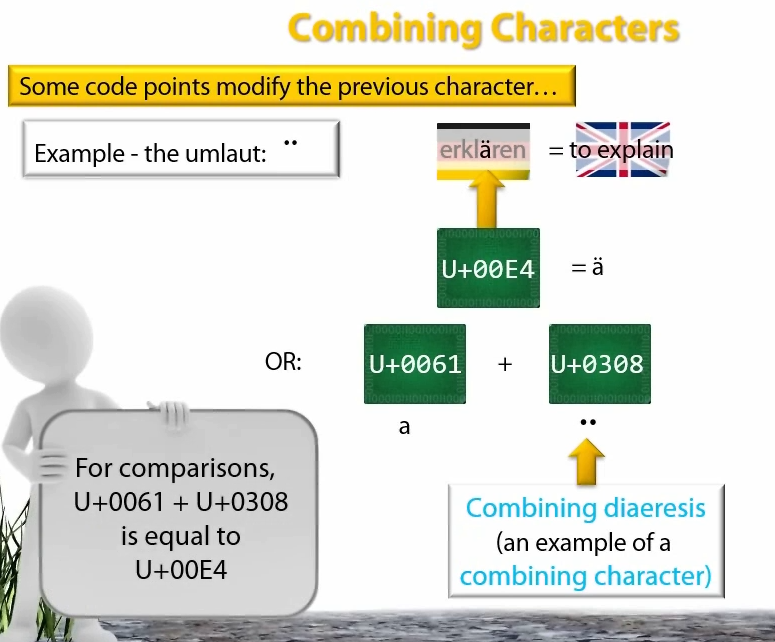 Combining Characters
Some code points modify the previous character…
Example - the umlaut: ¨
erklären = to explain
U+00E4 = ä
OR: U+0061 + U+0308
a ¨
For comparisons,
U+0061 + U+0308
is equal to
U+00E4
Combining diaeresis
(an example of a
combining character)